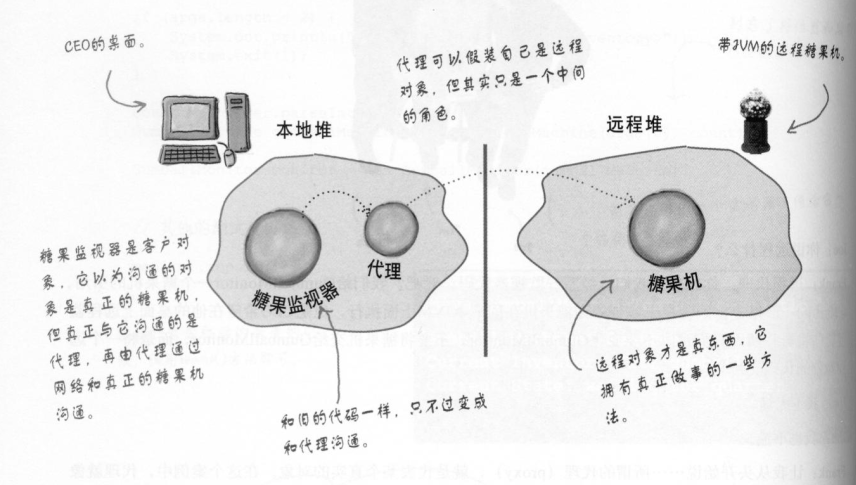 CEO的桌面。
代理可以假装自己是远程
对象，但其实只是一个中间
的角色。
带JVM的远程糖果机。
本地堆
远程堆
糖果监视器是客户对
象，它以为沟通的对
象是真正的糖果机，
但真正与它沟通的是
代理，再由代理通过
网络和真正的糖果机
沟通。
糖果监视器
代理
糖果机
和旧的代码一样，只不过变成
和代理沟通。
远程对象才是真东西，它
拥有真正做事的一些方
法。